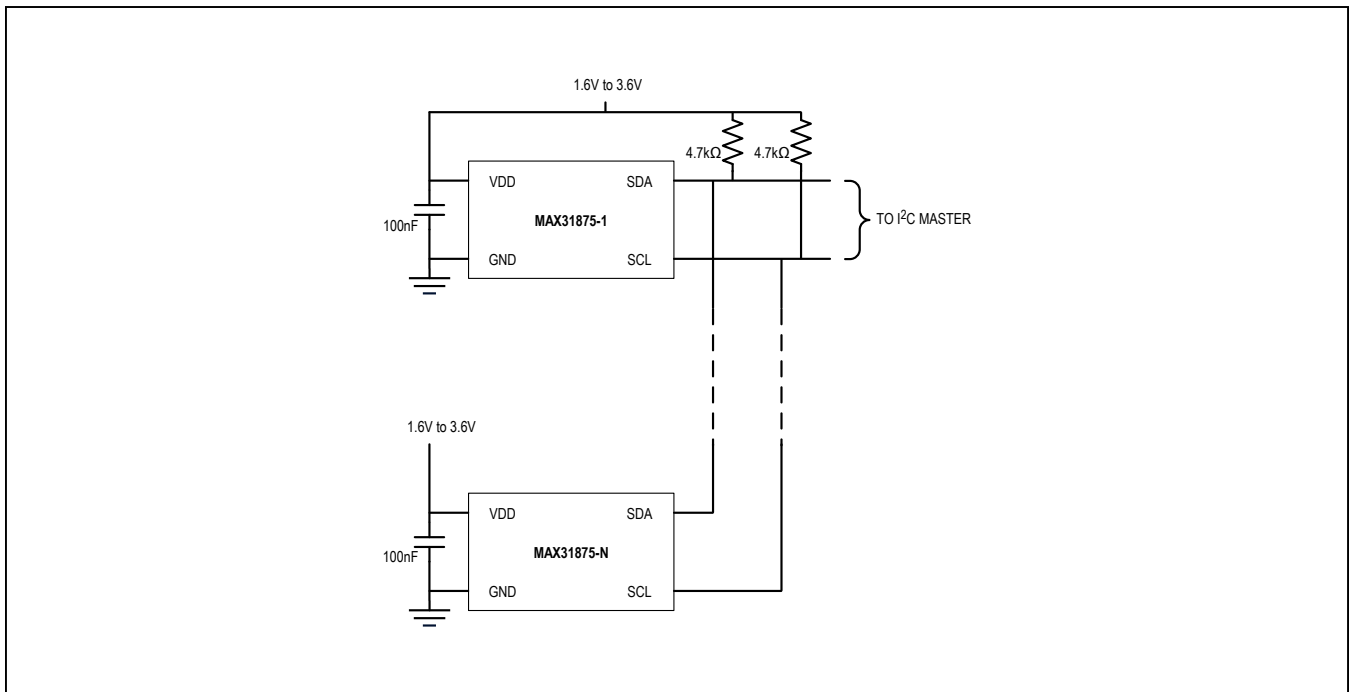 1.6V to 3.6V
4.7kΩ 4.7kΩ
VDD SDA
100nF MAX31875-1 TO I²C MASTER
GND SCL
1.6V to 3.6V
VDD SDA
100nF MAX31875-N
GND SCL